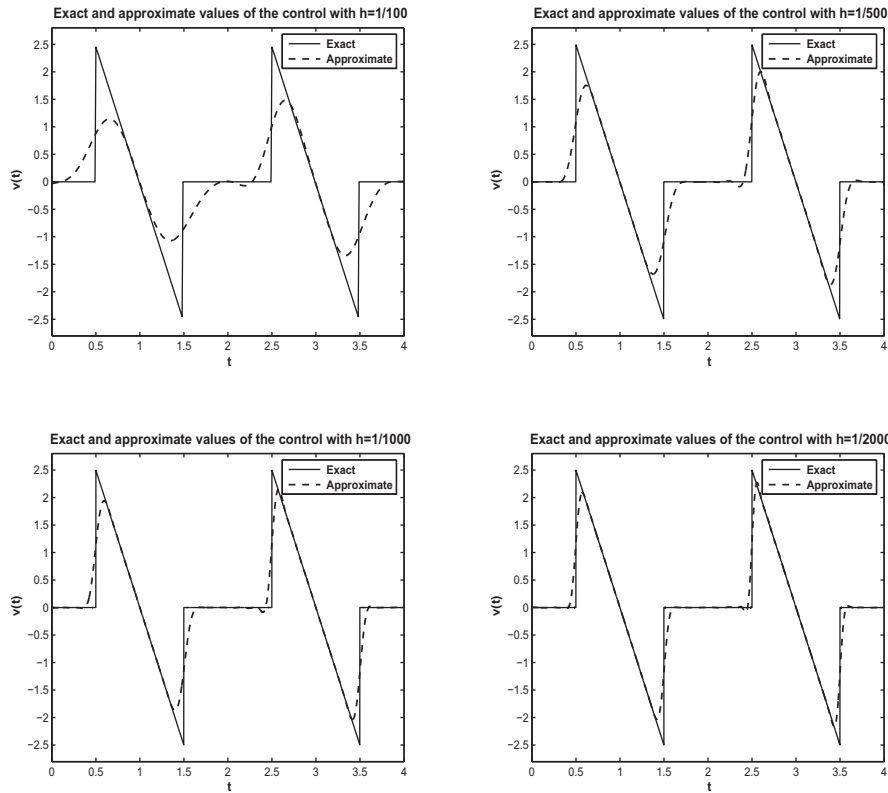 Exact and approximate values of the control with h=1/100
Exact
Approximate
2.5
2
1.5
1
0.5
0
−0.5
−1
−1.5
−2
−2.5
v(t)
0 0.5 1 1.5 2 2.5 3 3.5 4
t
Exact and approximate values of the control with h=1/500
Exact
Approximate
2.5
2
1.5
1
0.5
0
−0.5
−1
−1.5
−2
−2.5
v(t)
0 0.5 1 1.5 2 2.5 3 3.5 4
t
Exact and approximate values of the control with h=1/1000
Exact
Approximate
2.5
2
1.5
1
0.5
0
−0.5
−1
−1.5
−2
−2.5
v(t)
0 0.5 1 1.5 2 2.5 3 3.5 4
t
Exact and approximate values of the control with h=1/2000
Exact
Approximate
2.5
2
1.5
1
0.5
0
−0.5
−1
−1.5
−2
−2.5
v(t)
0 0.5 1 1.5 2 2.5 3 3.5 4
t